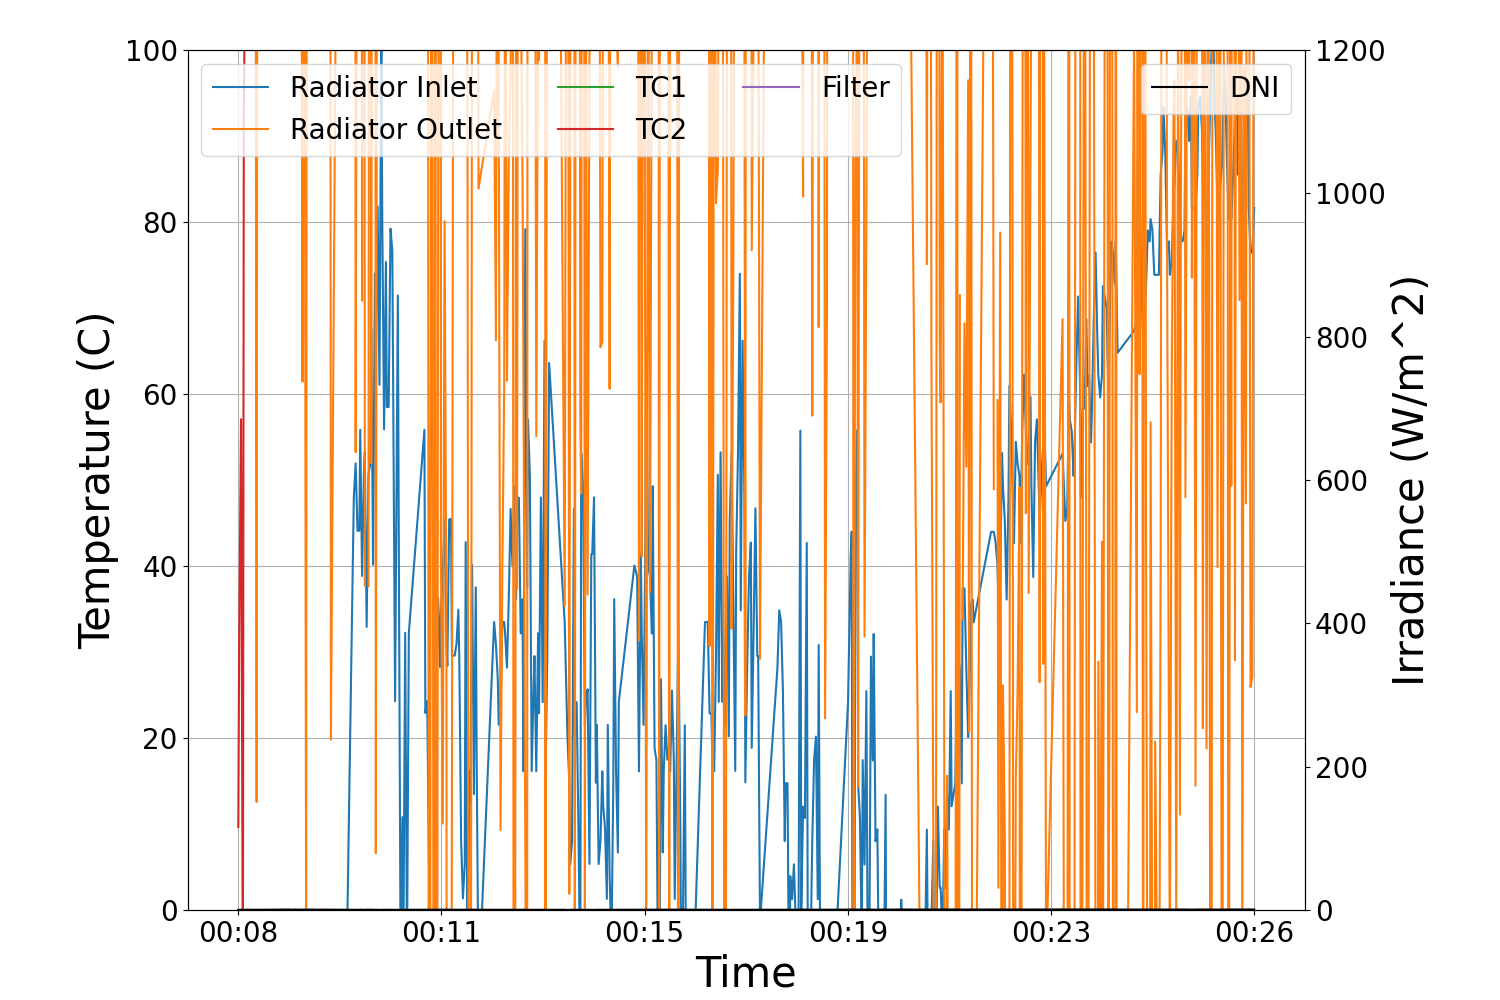 100
80
60
40
20
0
1200
1000
800
600
400
200
0
Radiator Inlet
Radiator Outlet
TC1
TC2
Filter
DNI
Temperature (C)
Irradiance (W/m^2)
00:08 00:11 00:15 00:19 00:23 00:26
Time